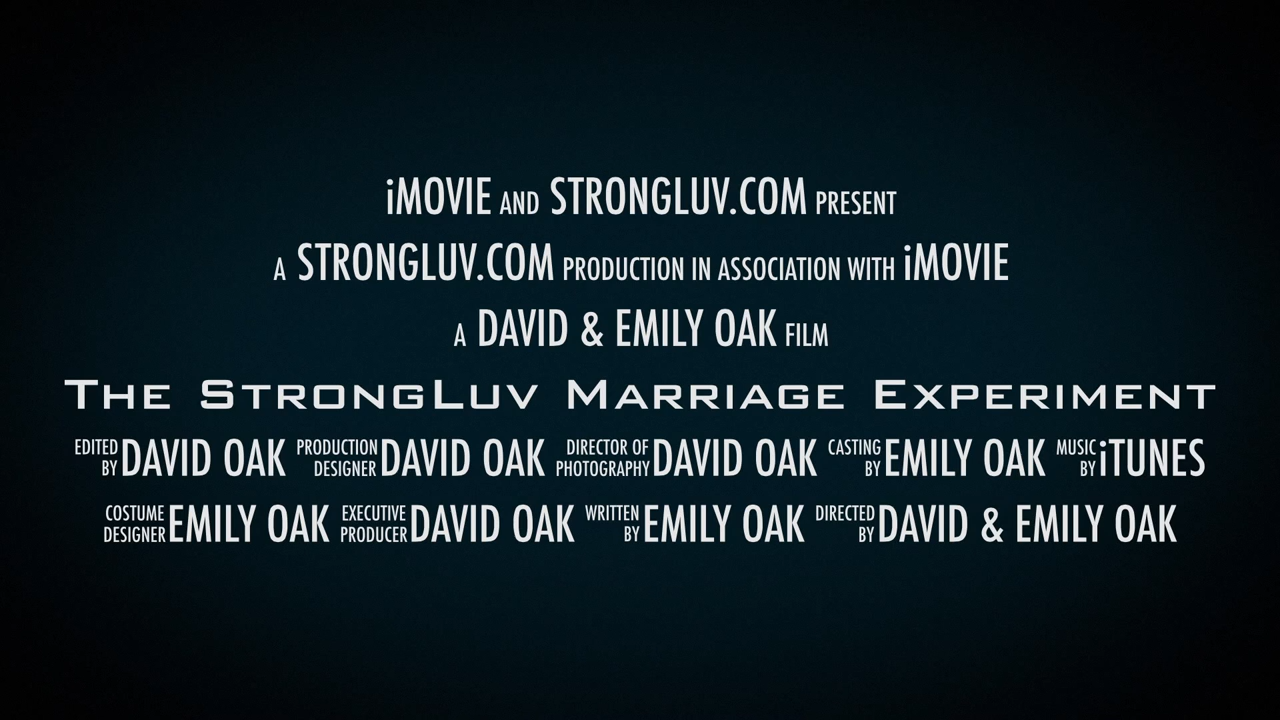 iMOVIE AND STRONGLUV.COM PRESENT
A STRONGLUV.COM PRODUCTION IN ASSOCIATION WITH iMOVIE
A DAVID & EMILY OAK FILM
THE STRONGLUV MARRIAGE EXPERIMENT
EDITED BY DAVID OAK PRODUCTION DESIGNER DAVID OAK DIRECTOR OF PHOTOGRAPHY DAVID OAK CASTING BY EMILY OAK MUSIC BY iTUNES
COSTUME DESIGNER EMILY OAK EXECUTIVE PRODUCER DAVID OAK WRITTEN BY EMILY OAK DIRECTED BY DAVID & EMILY OAK